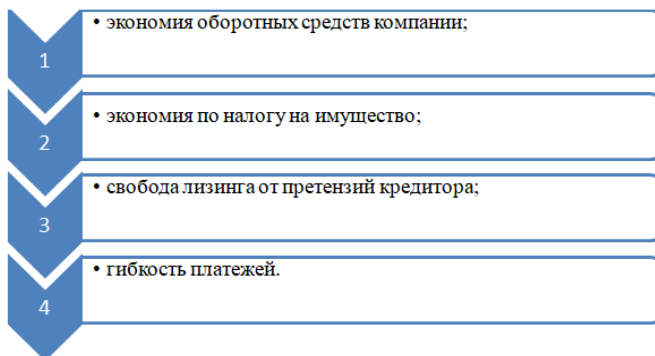 1
• экономия оборотных средств компании;
2
• экономия по налогу на имущество;
3
• свобода лизинга от претензий кредитора;
4
• гибкость платежей.